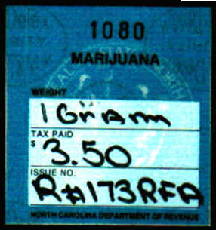 1080
MARIJUANA
WEIGHT
1 Gram
TAX PAID
$3.50
ISSUE NO.
R#173RFA
NORTH CAROLINA DEPARTMENT OF REVENUE